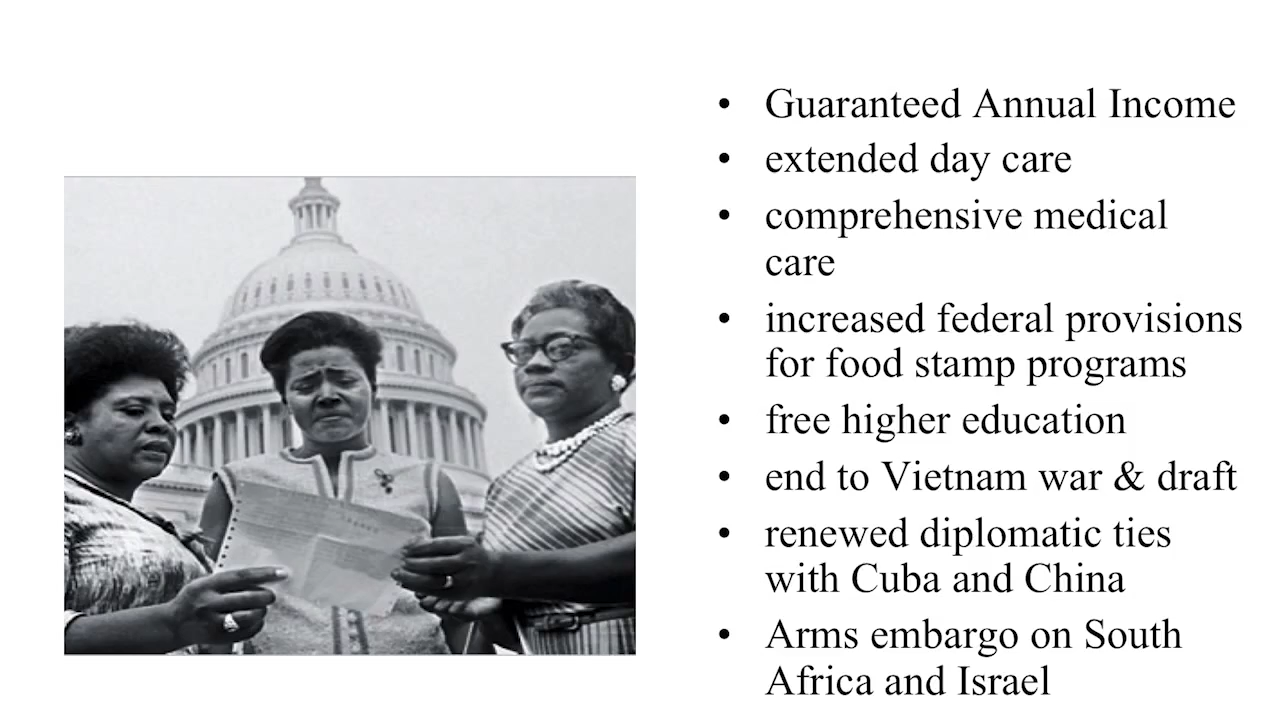 • Guaranteed Annual Income
• extended day care
• comprehensive medical
care
• increased federal provisions
for food stamp programs
• free higher education
• end to Vietnam war & draft
• renewed diplomatic ties
with Cuba and China
• Arms embargo on South
Africa and Israel